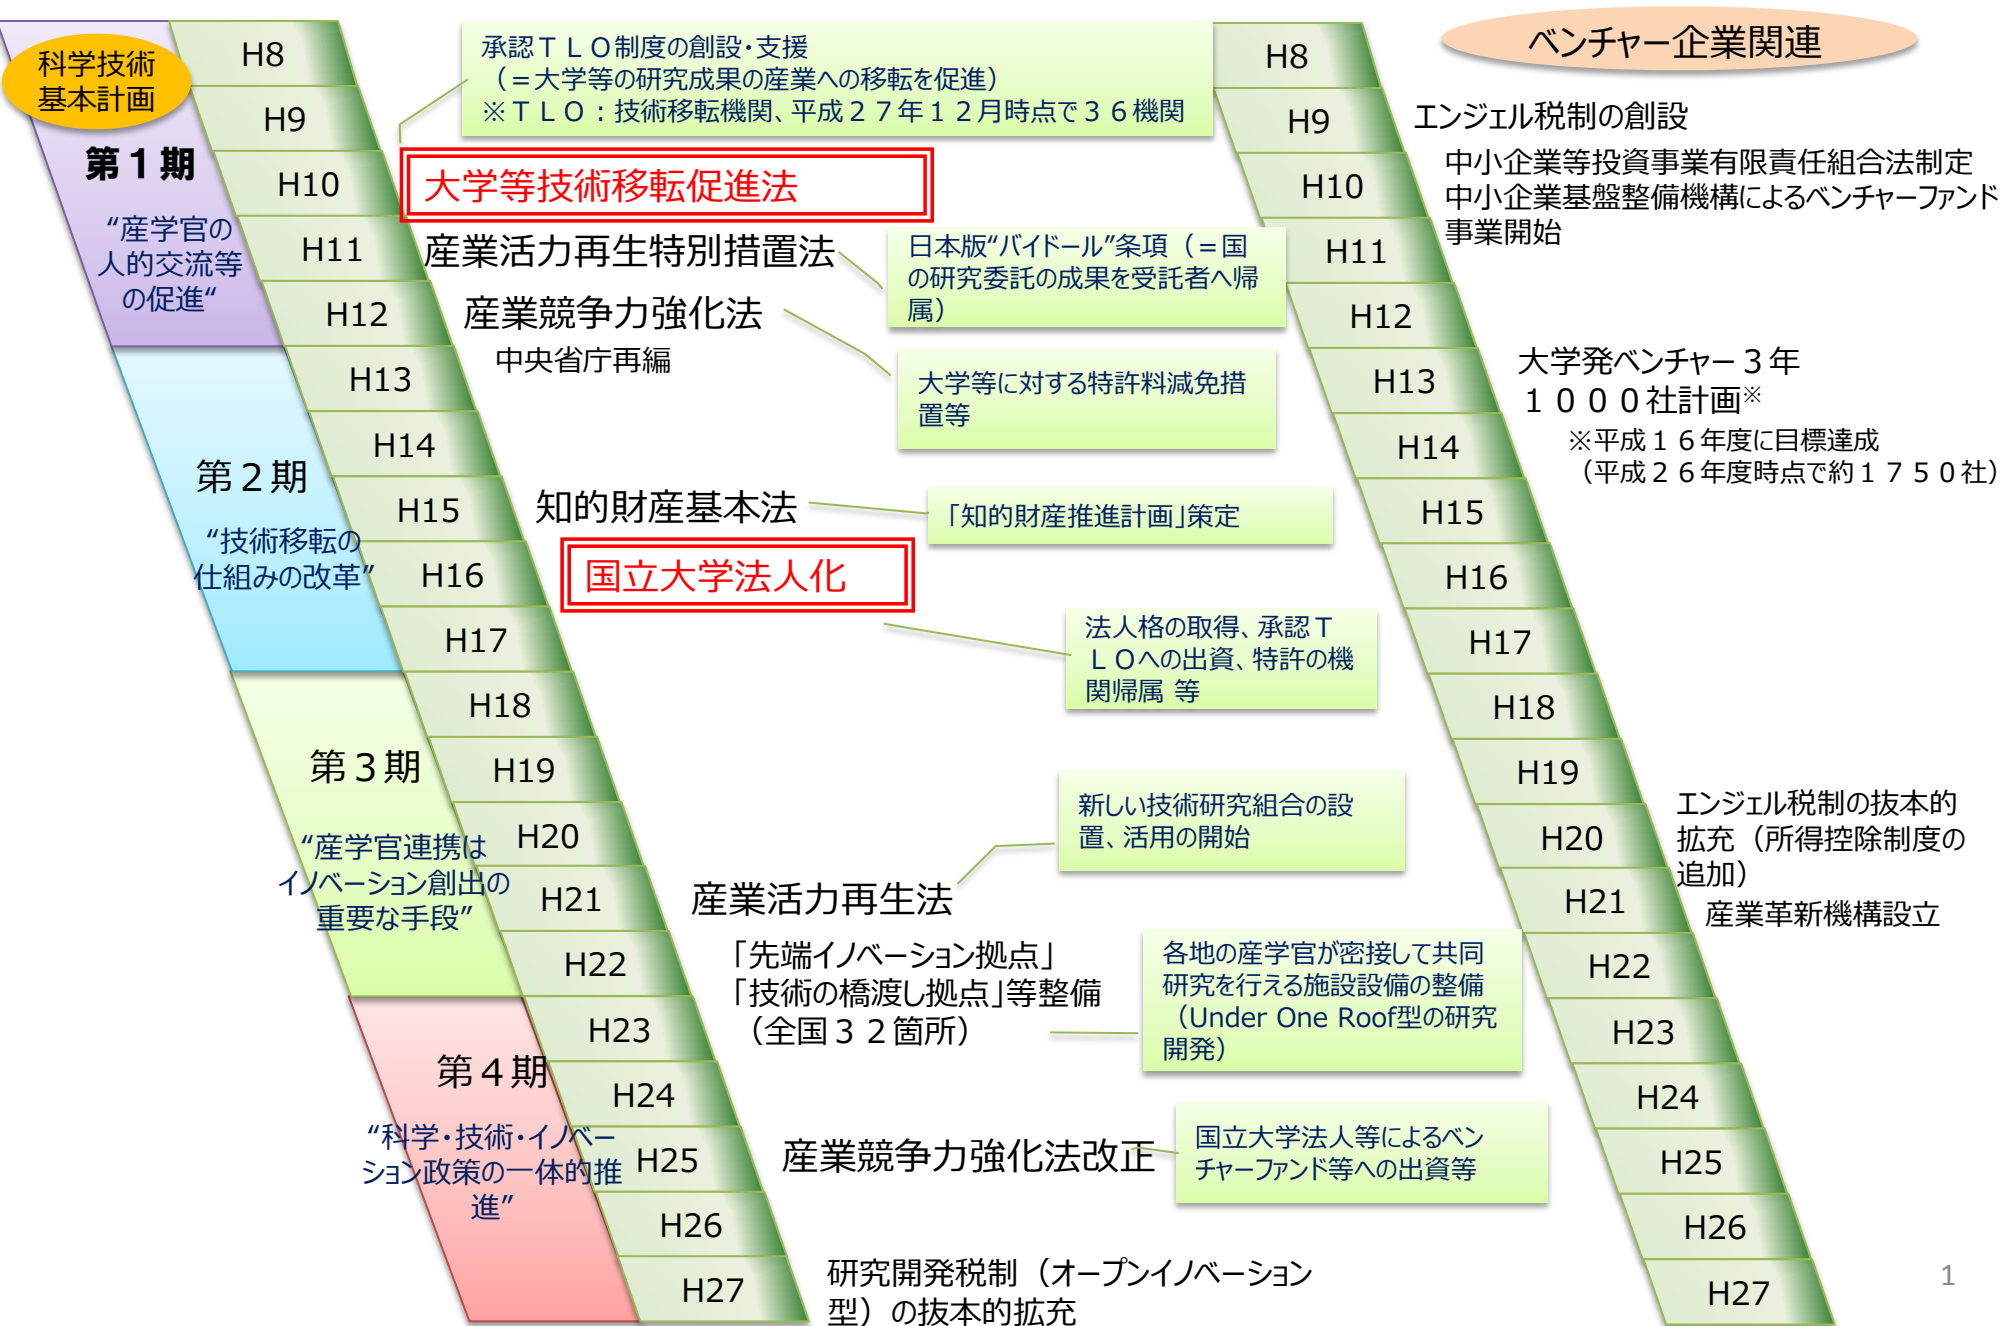 科学技術
基本計画
第１期
“産学官の
人的交流等
の促進“
第２期
“技術移転の
仕組みの改革”
第３期
“産学官連携は
イノベーション創出の
重要な手段”
第４期
“科学・技術・イノベー
ション政策の一体的推
進”
H8
H9
H10
H11
H12
H13
H14
H15
H16
H17
H18
H19
H20
H21
H22
H23
H24
H25
H26
H27
承認ＴＬＯ制度の創設・支援
（＝大学等の研究成果の産業への移転を促進）
※ＴＬＯ：技術移転機関、平成２７年１２月時点で３６機関
大学等技術移転促進法
産業活力再生特別措置法
日本版“バイドール”条項（＝国
の研究委託の成果を受託者へ帰
属）
産業競争力強化法
中央省庁再編
大学等に対する特許料減免措
置等
知的財産基本法
「知的財産推進計画」策定
国立大学法人化
法人格の取得、承認Ｔ
ＬＯへの出資、特許の機
関帰属 等
新しい技術研究組合の設
置、活用の開始
産業活力再生法
「先端イノベーション拠点」
「技術の橋渡し拠点」等整備
（全国３２箇所）
各地の産学官が密接して共同
研究を行える施設設備の整備
（Under One Roof型の研究
開発）
産業競争力強化法改正
国立大学法人等によるベン
チャーファンド等への出資等
研究開発税制（オープンイノベーション
型）の抜本的拡充
H8
H9
H10
H11
H12
H13
H14
H15
H16
H17
H18
H19
H20
H21
H22
H23
H24
H25
H26
H27
ベンチャー企業関連
エンジェル税制の創設
中小企業等投資事業有限責任組合法制定
中小企業基盤整備機構によるベンチャーファンド
事業開始
大学発ベンチャー３年
１０００社計画※
※平成１６年度に目標達成
（平成２６年度時点で約１７５０社）
エンジェル税制の抜本的
拡充（所得控除制度の
追加）
産業革新機構設立
1